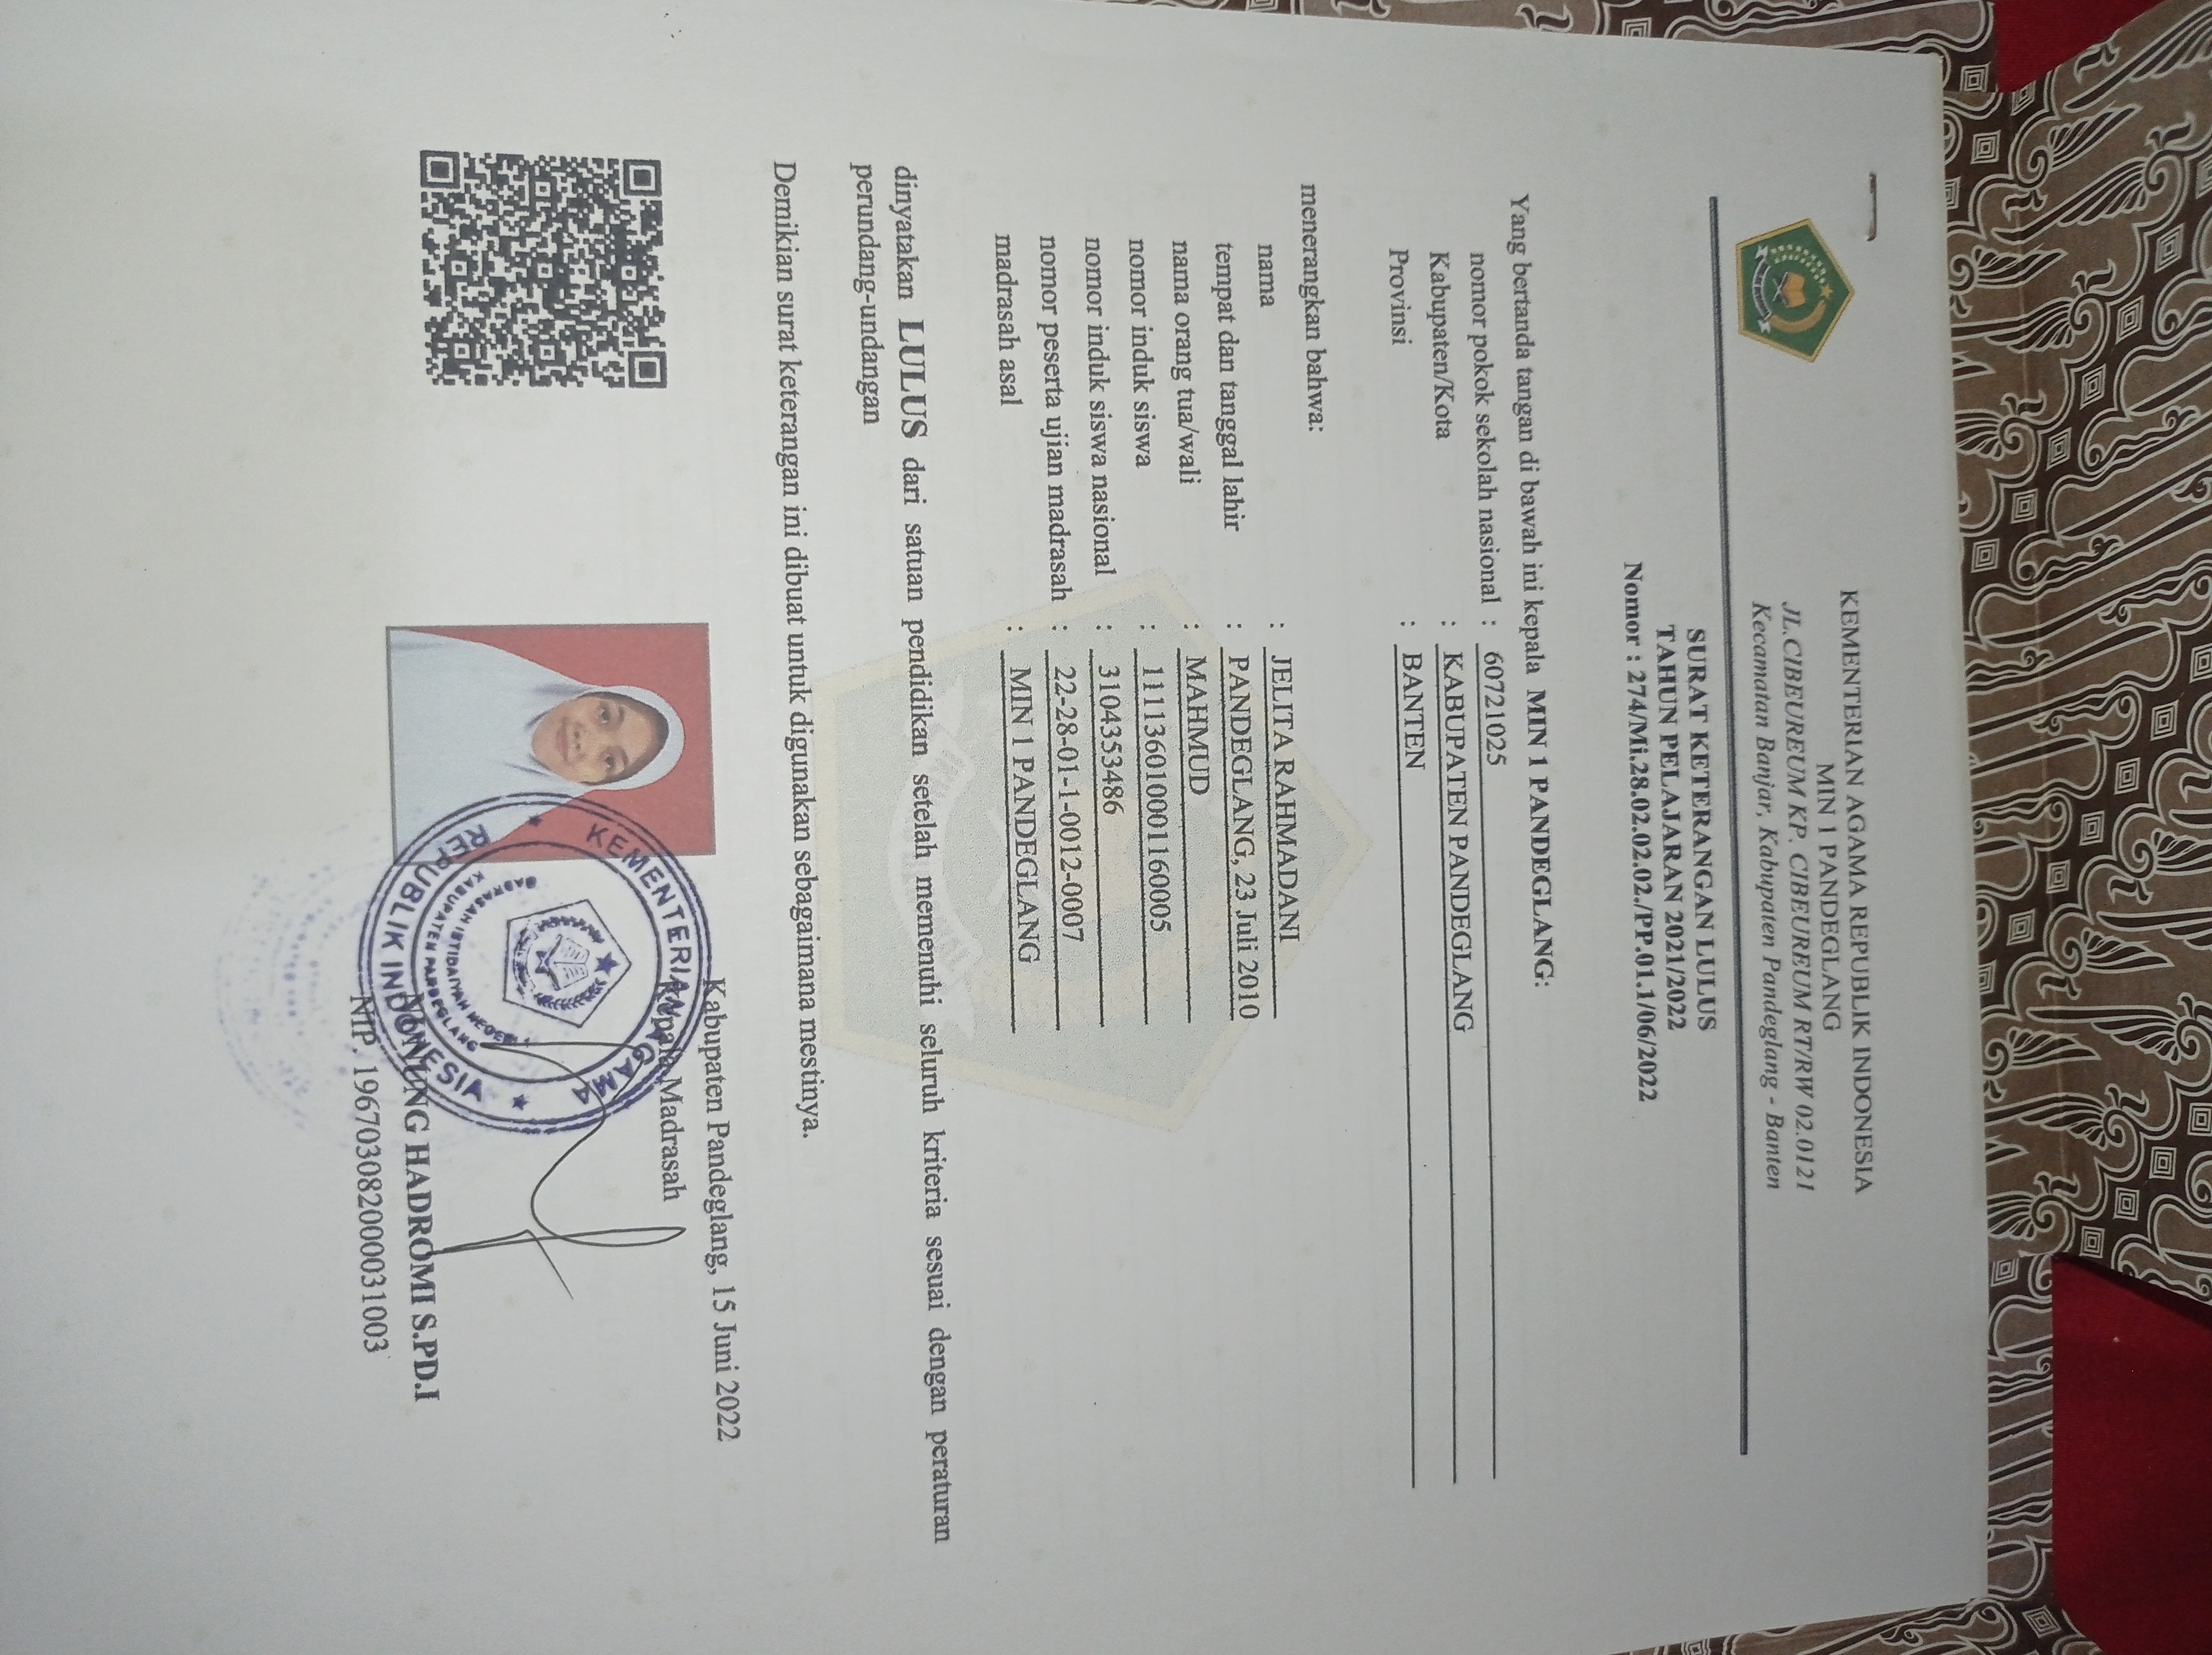 KEMENTERIAN AGAMA REPUBLIK INDONESIA
MIN 1 PANDEGLANG
JL.CIBEUREUM KP. CIBEUREUM RT/RW 02.0121
Kecamatan Banjar, Kabupaten Pandeglang - Banten
SURAT KETERANGAN LULUS
TAHUN PELAJARAN 2021/2022
Nomor : 274/Mi.28.02.02.02./PP.01.1/06/2022
Yang bertanda tangan di bawah ini kepala MIN 1 PANDEGLANG:
nomor pokok sekolah nasional : 60721025
Kabupaten/Kota : KABUPATEN PANDEGLANG
Provinsi : BANTEN
menerangkan bahwa:
nama : JELITA RAHMADANI
tempat dan tanggal lahir : PANDEGLANG, 23 Juli 2010
nama orang tua/wali : MAHMUD
nomor induk siswa : 111136010001160005
nomor induk siswa nasional : 3104353486
nomor peserta ujian madrasah : 22-28-01-1-0012-0007
madrasah asal : MIN 1 PANDEGLANG
dinyatakan LULUS dari satuan pendidikan setelah memenuhi seluruh kriteria sesuai dengan peraturan
perundang-undangan
Demikian surat keterangan ini dibuat untuk digunakan sebagaimana mestinya.
Kabupaten Pandeglang, 15 Juni 2022
Kepala Madrasah
KEMENTERIAN AGAMA
MADRASAH IBTIDAIYAH NEGERI 1
KABUPATEN PANDEGLANG
REPUBLIK INDONESIA
HADROMI S.PD.I
NIP. 196703082000031003